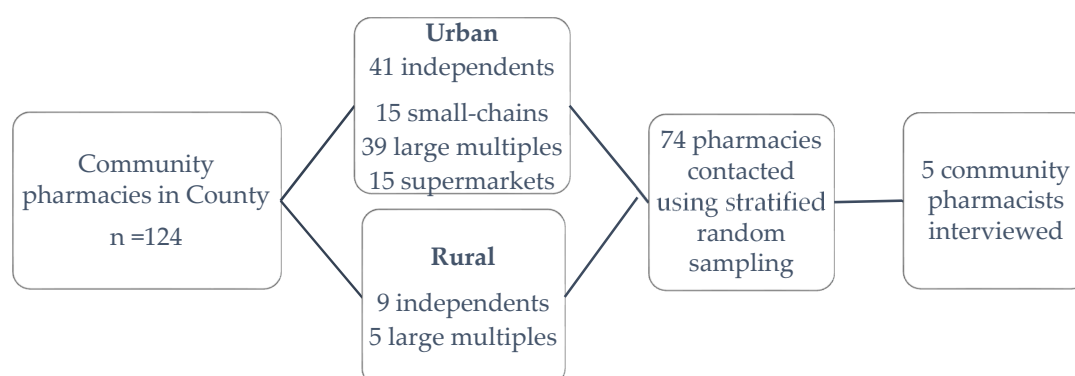 Community
pharmacies in County
n =124
Urban
41 independents
15 small-chains
39 large multiples
15 supermarkets
Rural
9 independents
5 large multiples
74 pharmacies
contacted
using stratified
random
sampling
5 community
pharmacists
interviewed